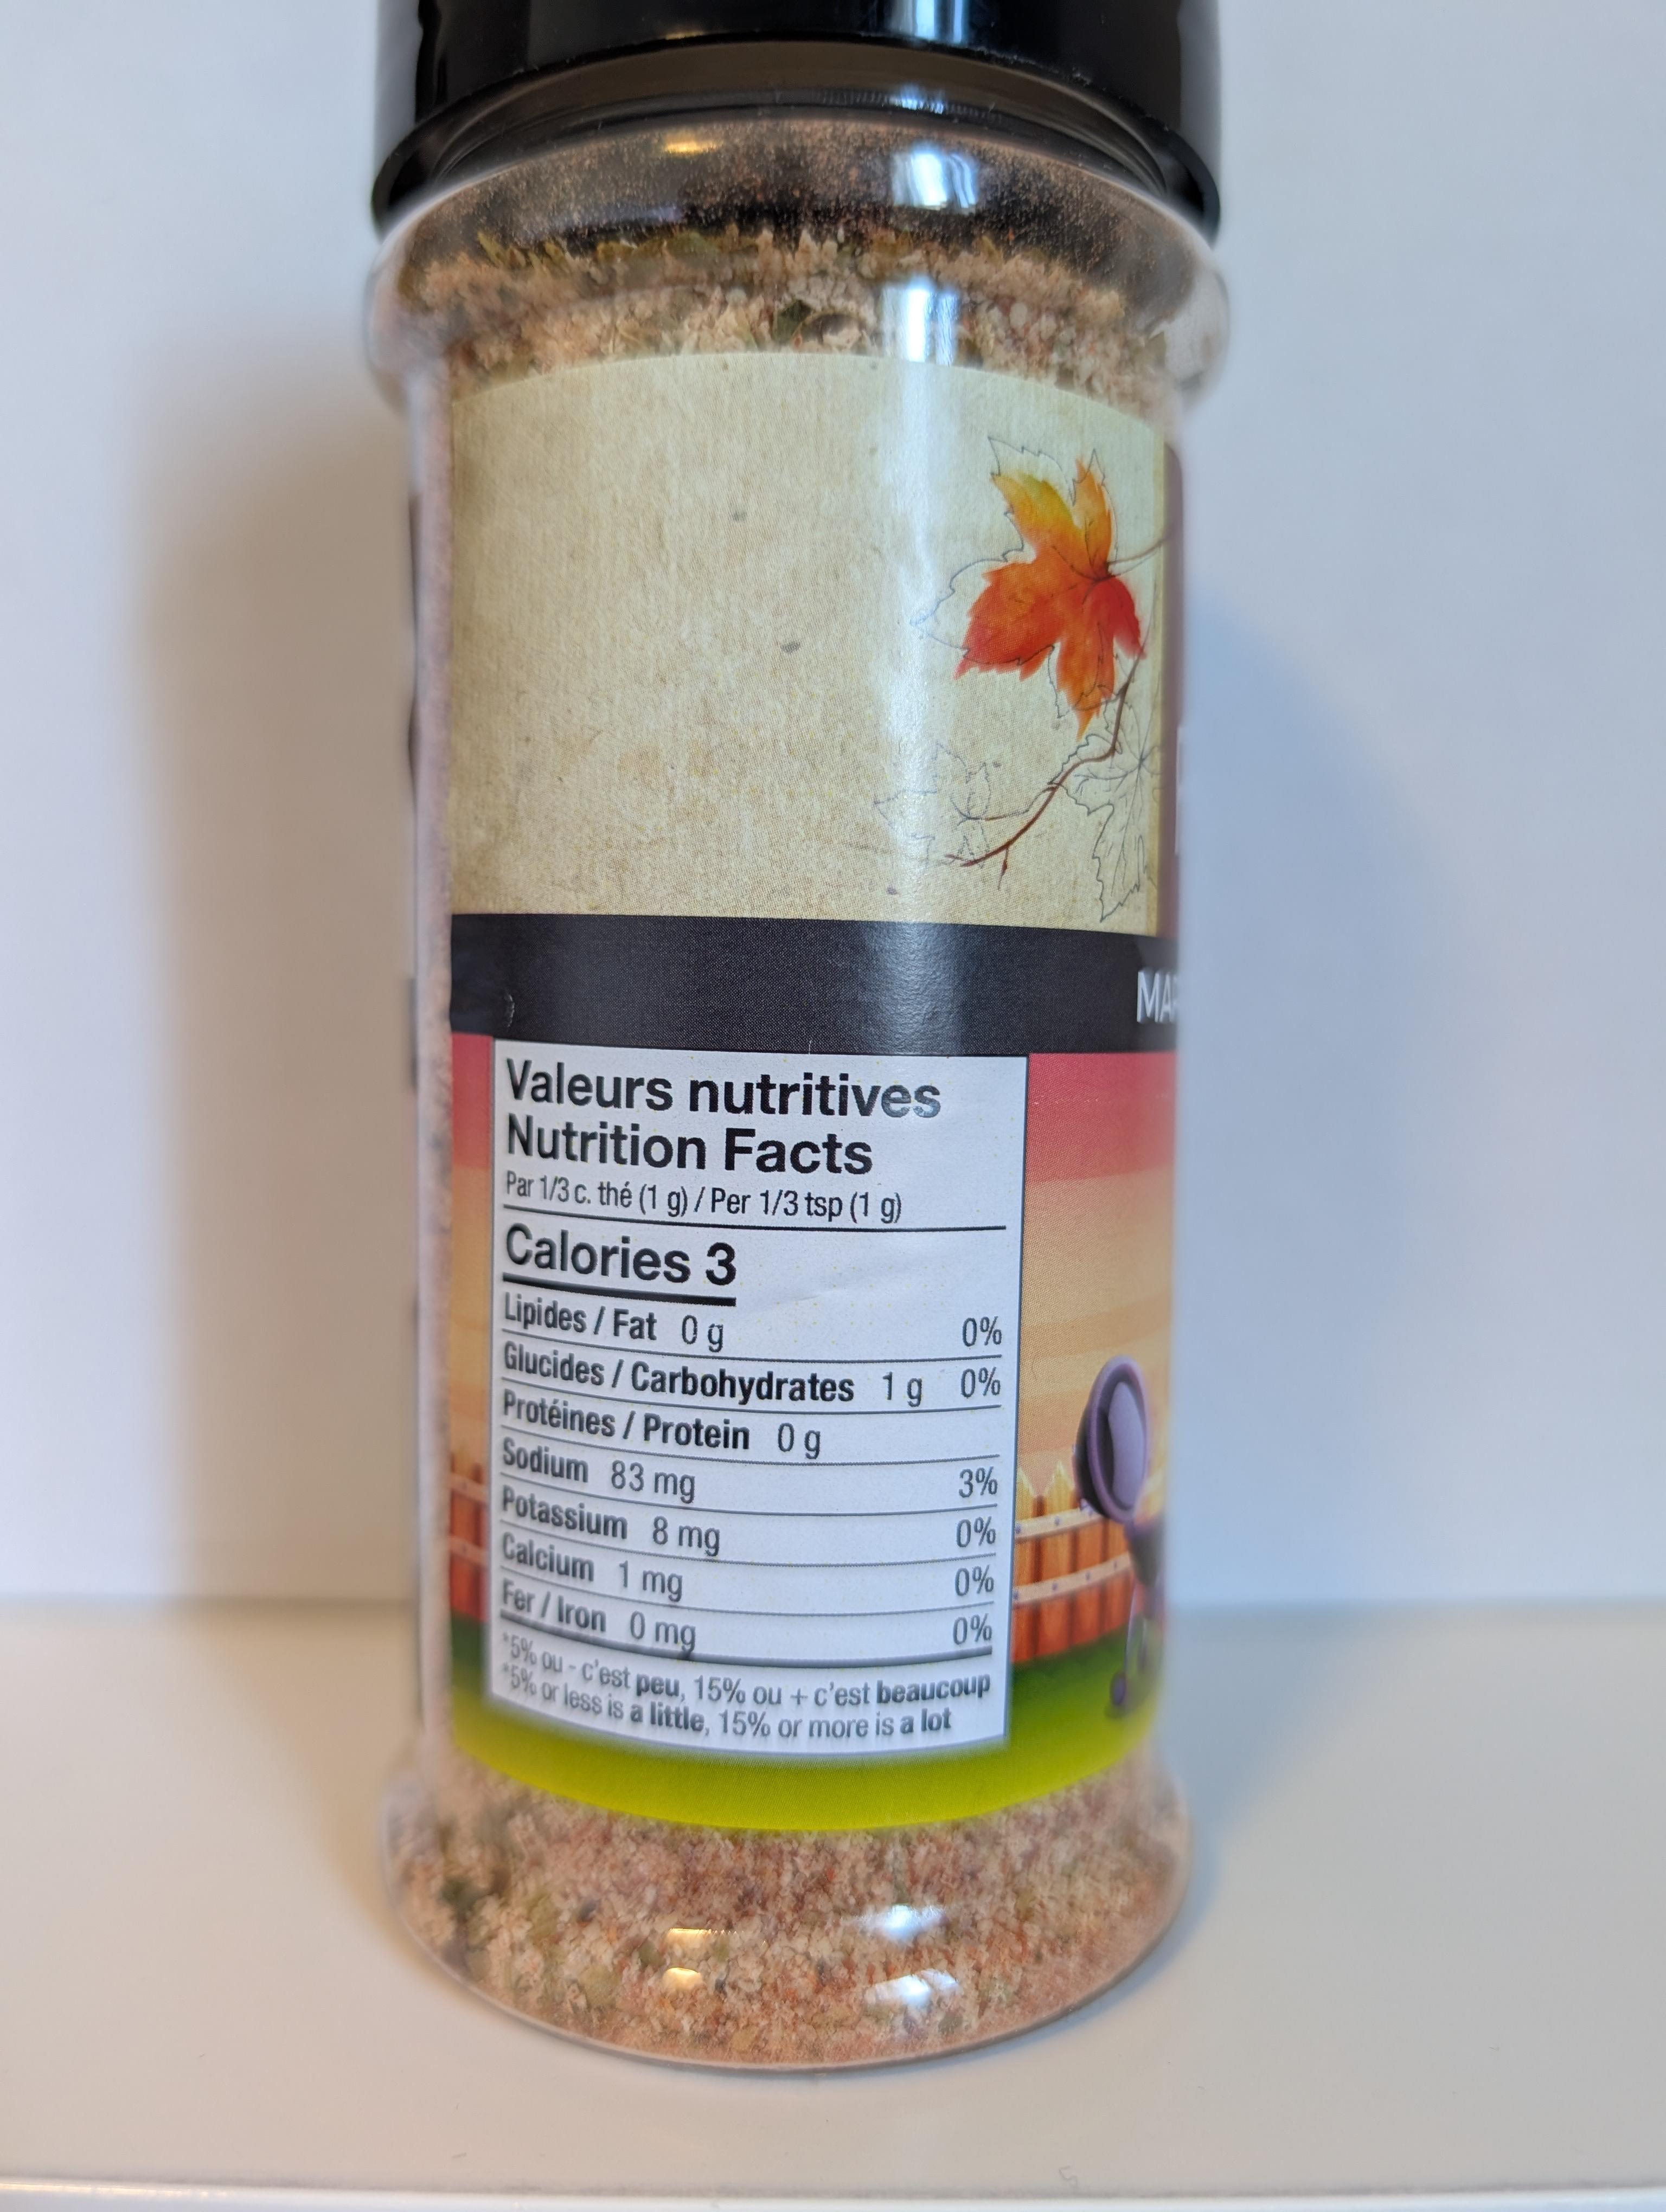 MAP
Valeurs nutritives
Nutrition Facts
Par 1/3 c. thé (1 g) / Per 1/3 tsp (1 g)
Calories 3
Lipides / Fat 0 g 0%
Glucides / Carbohydrates 1 g 0%
Protéines / Protein 0 g
Sodium 83 mg 3%
Potassium 8 mg 0%
Calcium 1 mg 0%
Fer / Iron 0 mg 0%
*5% ou - c'est peu, 15% ou + c'est beaucoup
*5% or less is a little, 15% or more is a lot